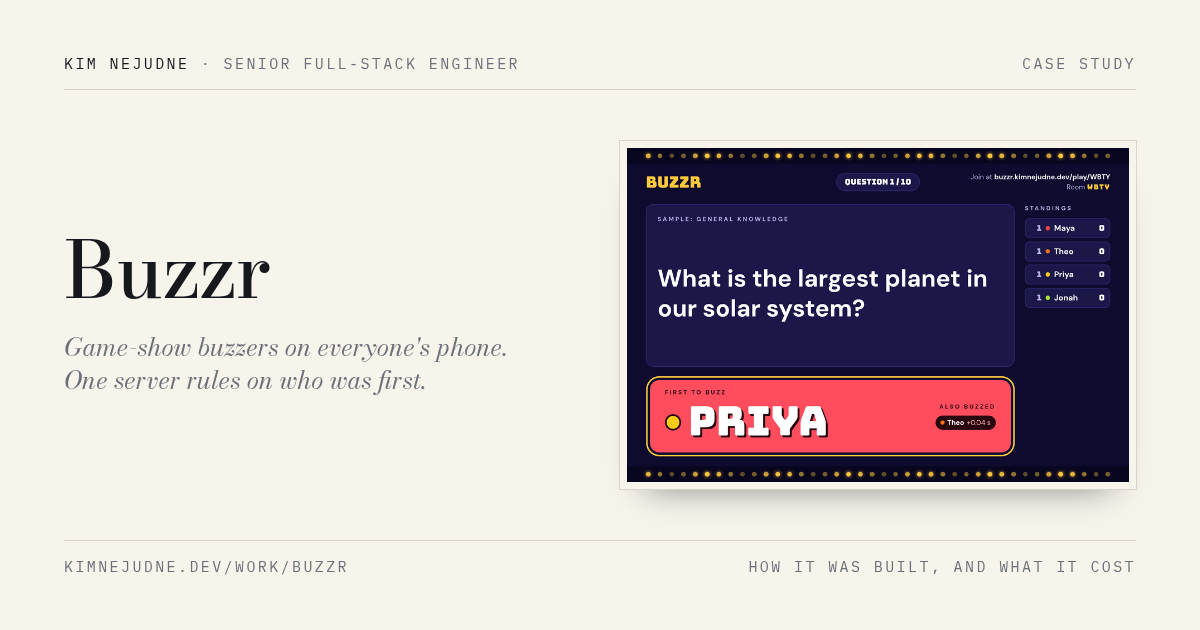 KIM NEJUDNE · SENIOR FULL-STACK ENGINEER
CASE STUDY
Buzzr
Game-show buzzers on everyone's phone.
One server rules on who was first.
BUZZR
QUESTION 1 / 10
Join at buzzr.kimnejudne.dev/play/WBTY
Room WBTY
SAMPLE: GENERAL KNOWLEDGE
What is the largest planet in
our solar system?
STANDINGS
1 Maya 0
1 Theo 0
1 Priya 0
1 Jonah 0
FIRST TO BUZZ
PRIYA
ALSO BUZZED
Theo +0.04 s
KIMNEJUDNE.DEV/WORK/BUZZR
HOW IT WAS BUILT, AND WHAT IT COST